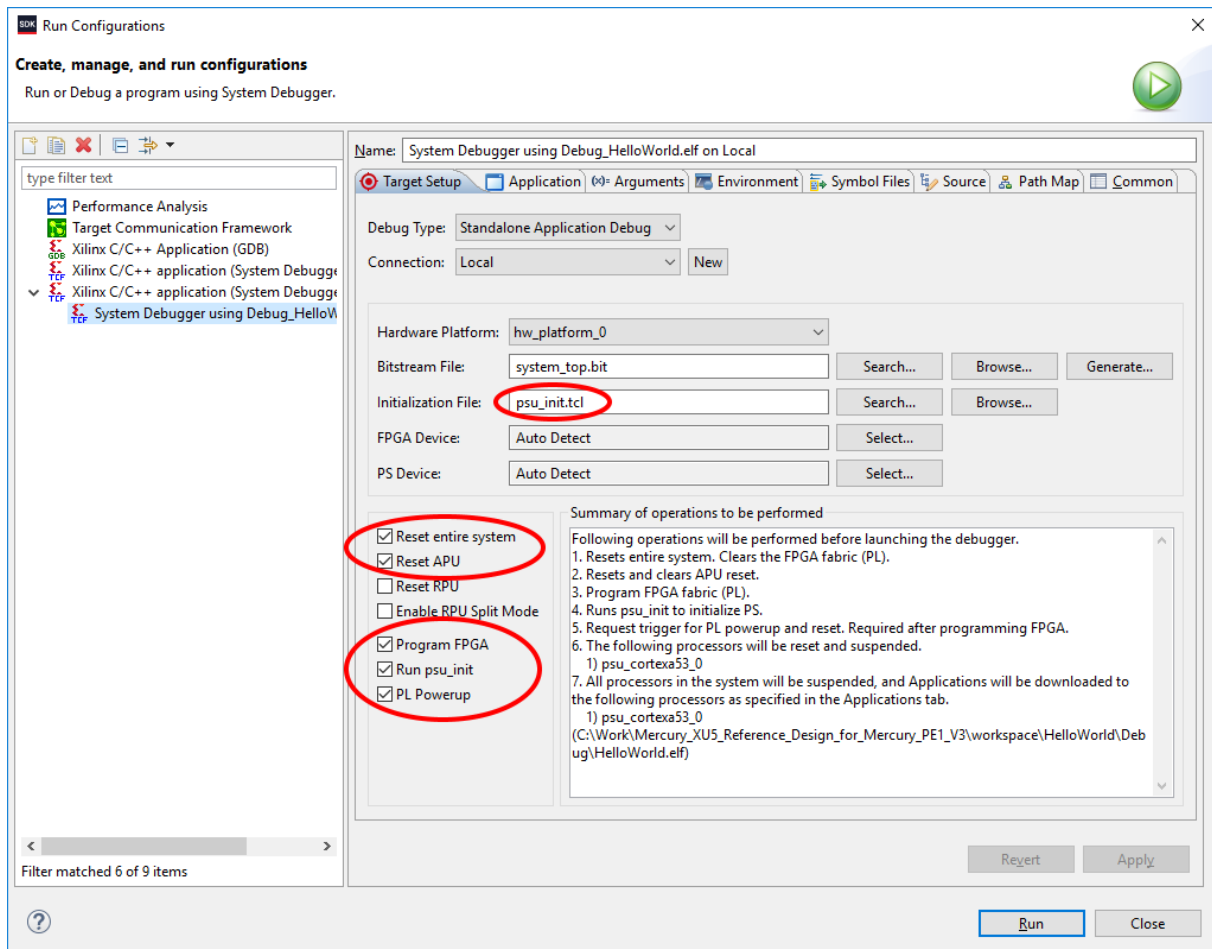 SDK Run Configurations
Create, manage, and run configurations
Run or Debug a program using System Debugger.
type filter text
Performance Analysis
Target Communication Framework
GDB Xilinx C/C++ Application (GDB)
TCF Xilinx C/C++ application (System Debugge
TCF Xilinx C/C++ application (System Debugge
TCF System Debugger using Debug_HelloW
Filter matched 6 of 9 items
Name: System Debugger using Debug_HelloWorld.elf on Local
Target Setup Application (x)= Arguments Environment Symbol Files Source Path Map Common
Debug Type: Standalone Application Debug
Connection: Local New
Hardware Platform: hw_platform_0
Bitstream File: system_top.bit Search... Browse... Generate...
Initialization File: psu_init.tcl Search... Browse...
FPGA Device: Auto Detect Select...
PS Device: Auto Detect Select...
Reset entire system
Reset APU
Reset RPU
Enable RPU Split Mode
Program FPGA
Run psu_init
PL Powerup
Summary of operations to be performed
Following operations will be performed before launching the debugger.
1. Resets entire system. Clears the FPGA fabric (PL).
2. Resets and clears APU reset.
3. Program FPGA fabric (PL).
4. Runs psu_init to initialize PS.
5. Request trigger for PL powerup and reset. Required after programming FPGA.
6. The following processors will be reset and suspended.
1) psu_cortexa53_0
7. All processors in the system will be suspended, and Applications will be downloaded to
the following processors as specified in the Applications tab.
1) psu_cortexa53_0
(C:\Work\Mercury_XU5_Reference_Design_for_Mercury_PE1_V3\workspace\HelloWorld\Deb
ug\HelloWorld.elf)
Revert Apply
? Run Close